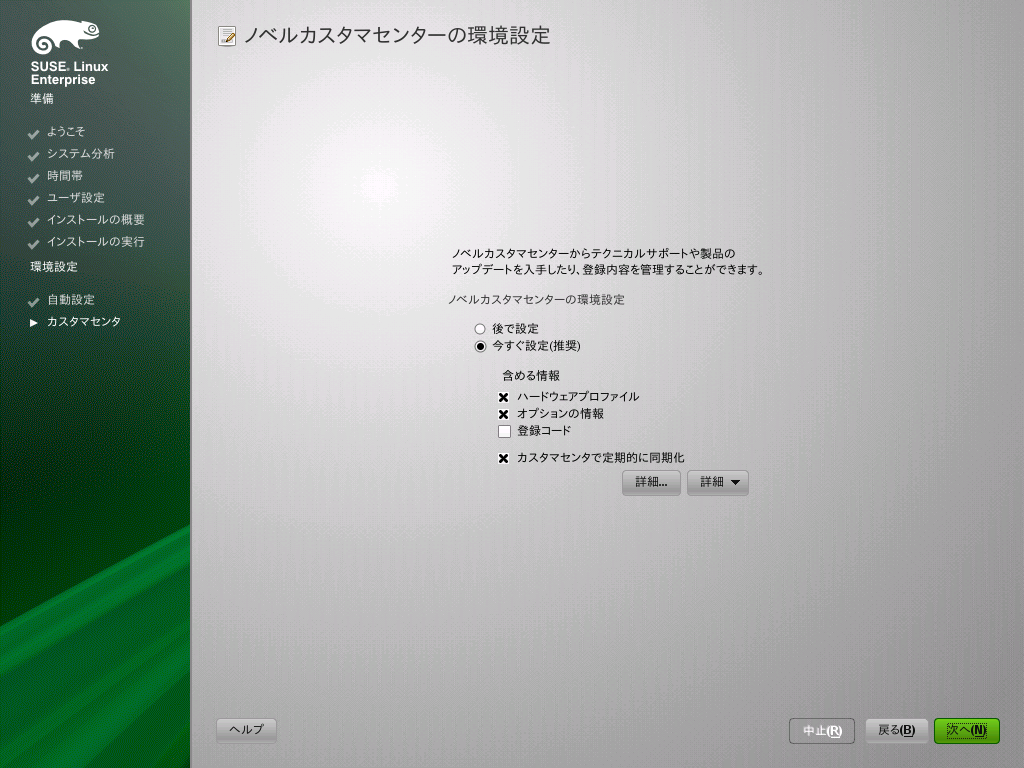 ノベルカスタマセンターの環境設定
SUSE® Linux
Enterprise
準備
ようこそ
システム分析
時間帯
ユーザ設定
インストールの概要
インストールの実行
環境設定
自動設定
カスタマセンタ
ノベルカスタマセンターからテクニカルサポートや製品の
アップデートを入手したり、登録内容を管理することができます。
ノベルカスタマセンターの環境設定
後で設定
今すぐ設定(推奨)
含める情報
ハードウェアプロファイル
オプションの情報
登録コード
カスタマセンタで定期的に同期化
詳細... 詳細
ヘルプ 中止(R) 戻る(B) 次へ(N)